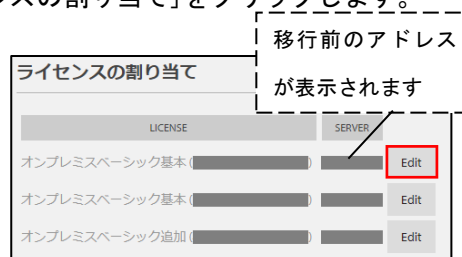 スの割り当て」をクリックします。
移行前のアドレス
が表示されます
ライセンスの割り当て
LICENSE SERVER
オンプレミスベーシック基本( ) Edit
オンプレミスベーシック基本( ) Edit
オンプレミスベーシック追加( ) Edit